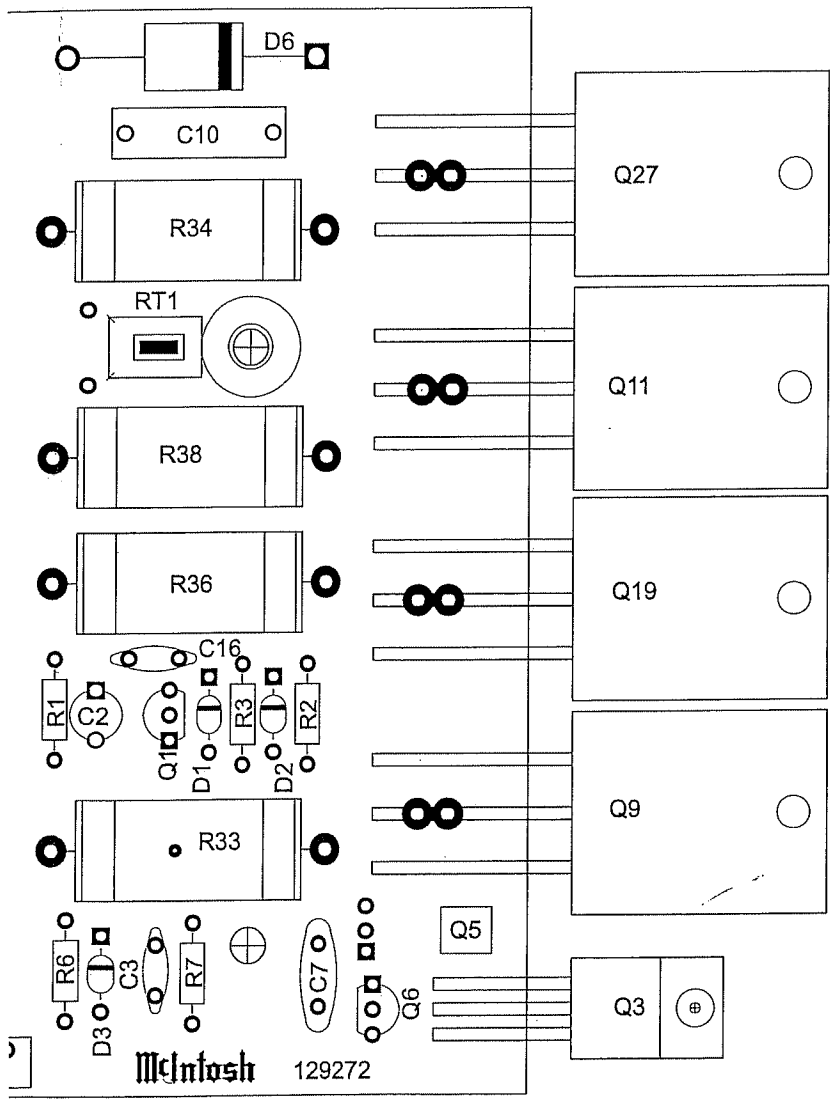 D6
C10
Q27
R34
RT1
Q11
R38
R36
Q19
C16
R1
C2
Q1
D1
R3
D2
R2
Q9
R33
Q5
R6
D3
C3
R7
C7
Q6
Q3
McIntosh 129272